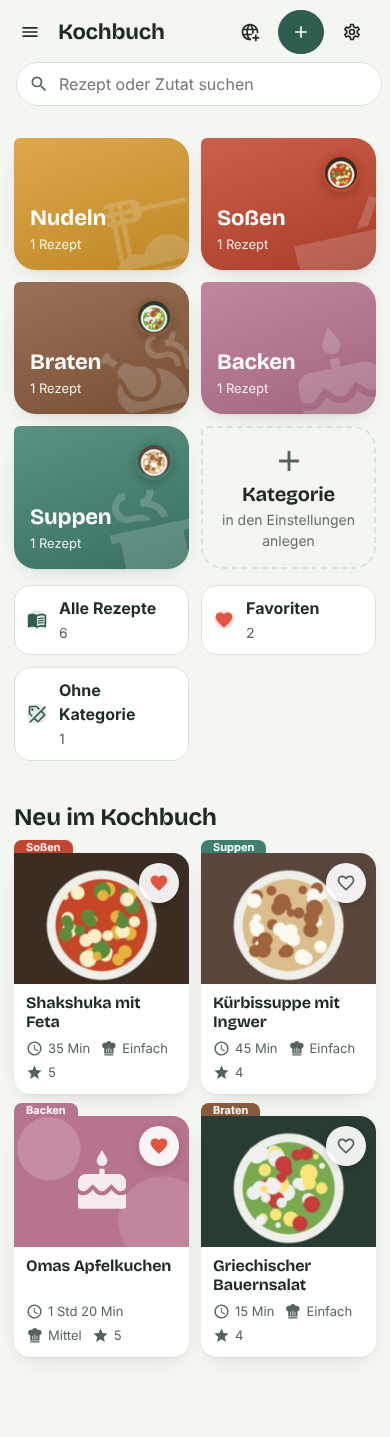 Kochbuch
Rezept oder Zutat suchen
Nudeln
1 Rezept
Soßen
1 Rezept
Braten
1 Rezept
Backen
1 Rezept
Suppen
1 Rezept
Kategorie
in den Einstellungen
anlegen
Alle Rezepte
6
Favoriten
2
Ohne
Kategorie
1
Neu im Kochbuch
Soßen
Shakshuka mit
Feta
35 Min Einfach
5
Suppen
Kürbissuppe mit
Ingwer
45 Min Einfach
4
Backen
Omas Apfelkuchen
1 Std 20 Min
Mittel 5
Braten
Griechischer
Bauernsalat
15 Min Einfach
4